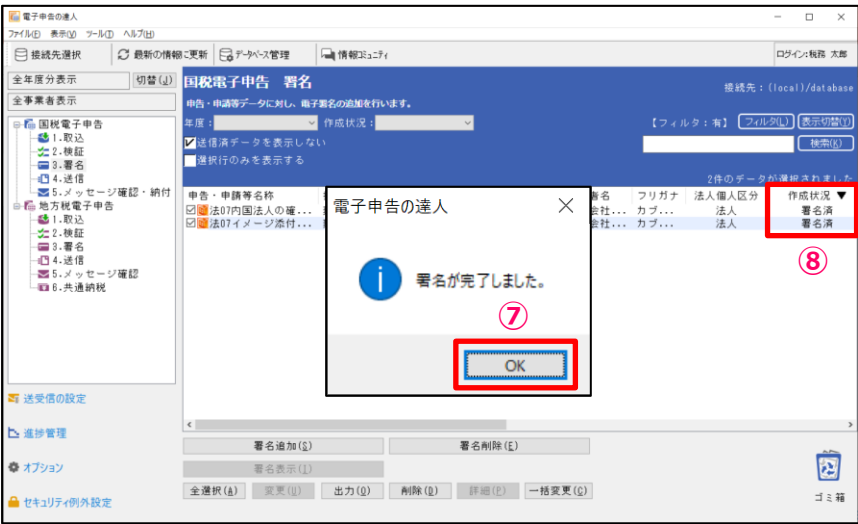 電子申告の達人
ファイル(F) 表示(V) ツール(T) ヘルプ(H)
接続先選択 最新の情報に更新 データベース管理 情報コミュニティ ログイン:税務 太郎
全年度分表示 切替(J)
全事業者表示
国税電子申告
1.取込
2.検証
3.署名
4.送信
5.メッセージ確認・納付
地方税電子申告
1.取込
2.検証
3.署名
4.送信
5.メッセージ確認
6.共通納税
送受信の設定
進捗管理
オプション
セキュリティ例外設定
国税電子申告 署名 接続先:(local)/database
申告・申請等データに対し、電子署名の追加を行います。
年度: 作成状況: 【フィルタ:有】 フィルタ(L) 表示切替(Y)
送信済データを表示しない 検索(K)
選択行のみを表示する
2件のデータが選択されました
申告・申請等名称 者名 フリガナ 法人個人区分 作成状況 ▼
法07内国法人の確... 会社... カブ... 法人 署名済
法07イメージ添付... 会社... カブ... 法人 署名済
⑧
電子申告の達人
署名が完了しました。
⑦
OK
署名追加(S) 署名削除(E)
署名表示(I)
全選択(A) 変更(U) 出力(O) 削除(D) 詳細(P) 一括変更(C)
ゴミ箱